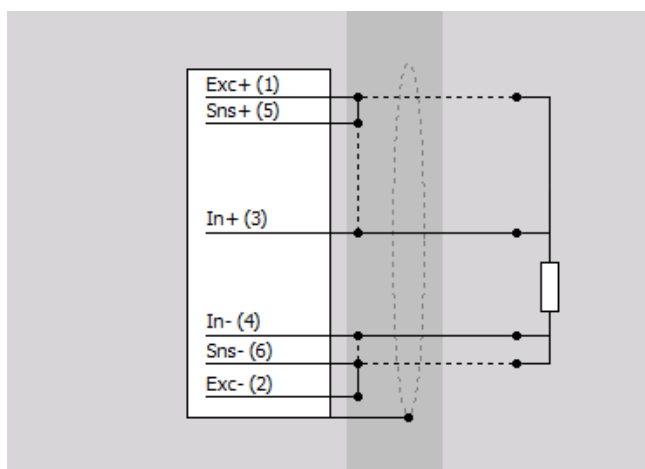 Exc+ (1)
Sns+ (5)
In+ (3)
In- (4)
Sns- (6)
Exc- (2)